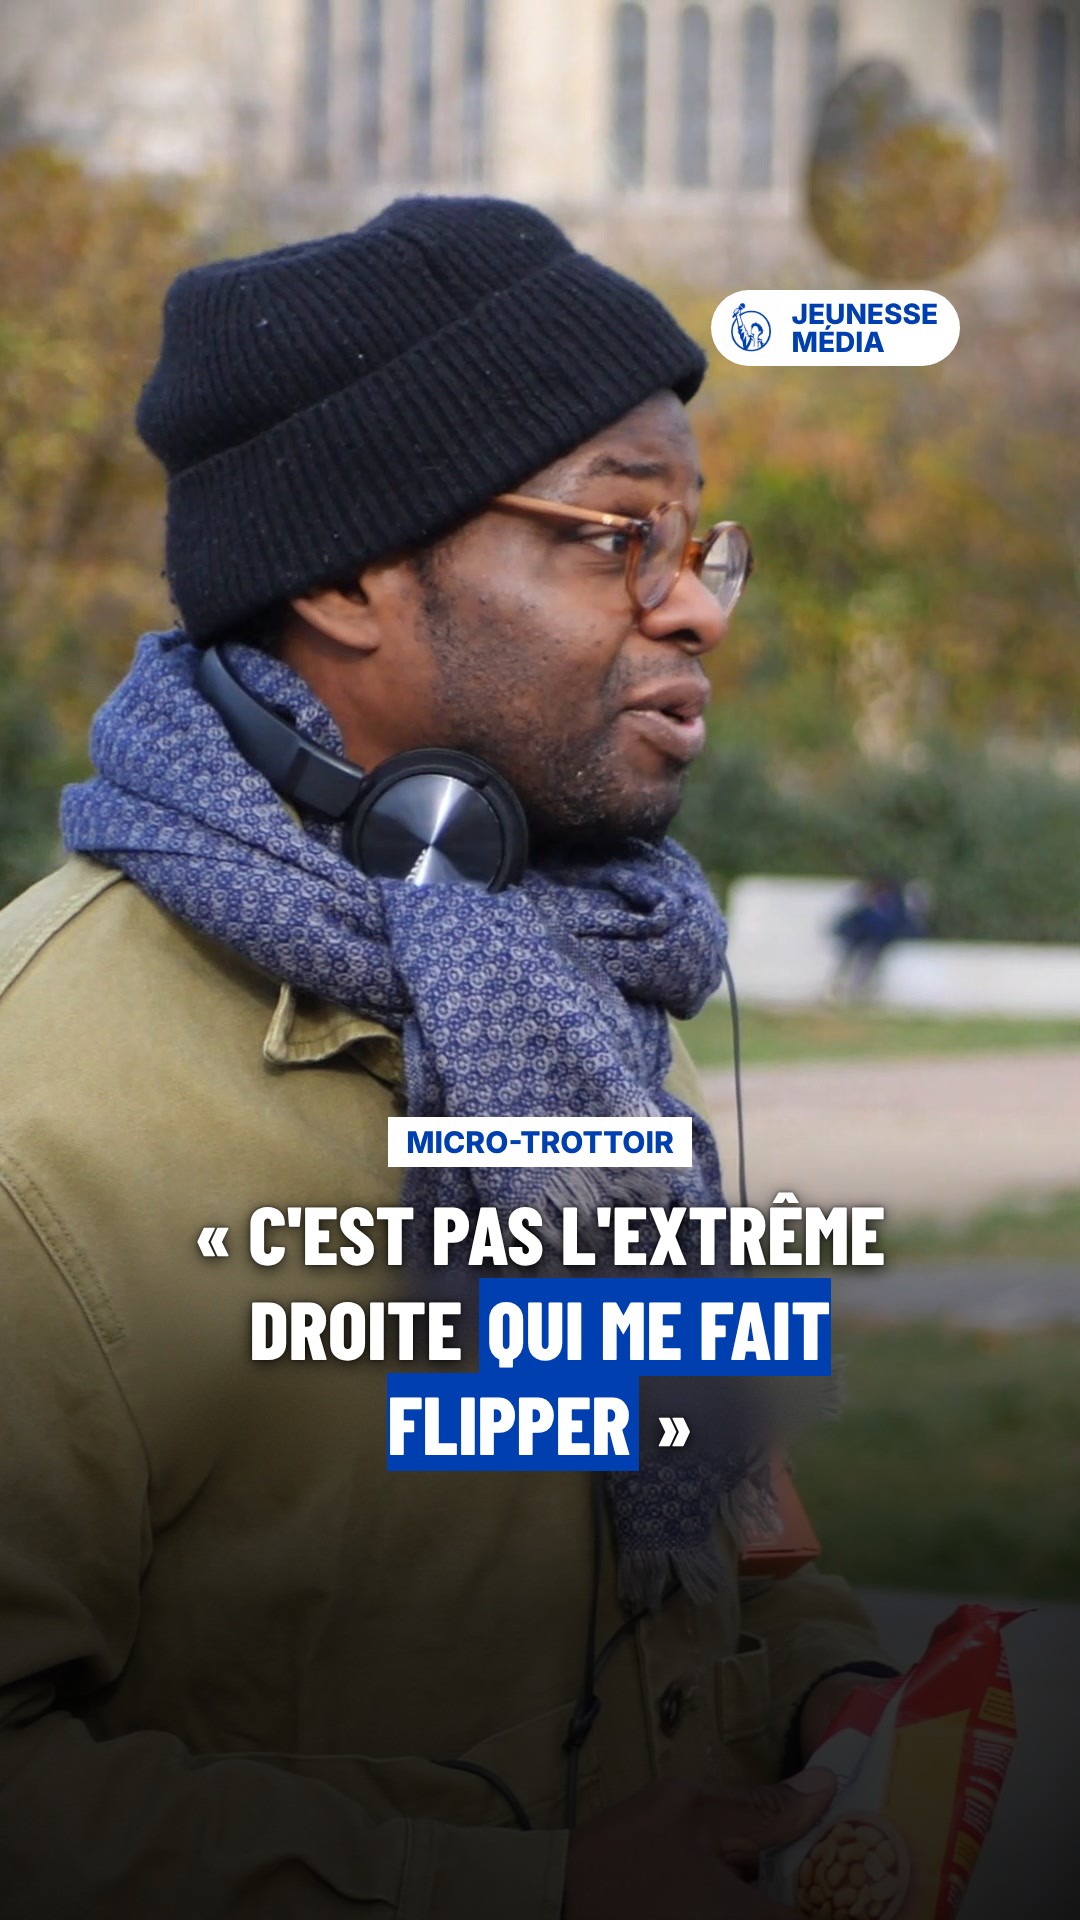 JEUNESSE
MÉDIA
MICRO-TROTTOIR
« C'EST PAS L'EXTRÊME
DROITE QUI ME FAIT
FLIPPER »